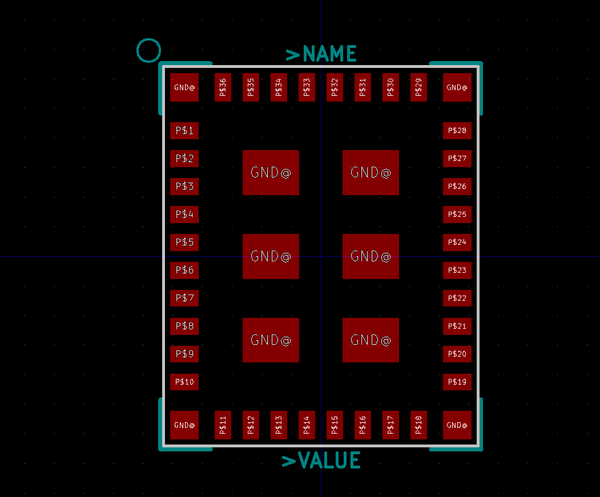 >NAME
GND@ P$36 P$35 P$34 P$33 P$32 P$31 P$30 P$29 GND@
P$1 P$28
P$2 GND@ GND@ P$27
P$3 P$26
P$4 P$25
P$5 GND@ GND@ P$24
P$6 P$23
P$7 P$22
P$8 GND@ GND@ P$21
P$9 P$20
P$10 P$19
GND@ P$11 P$12 P$13 P$14 P$15 P$16 P$17 P$18 GND@
>VALUE